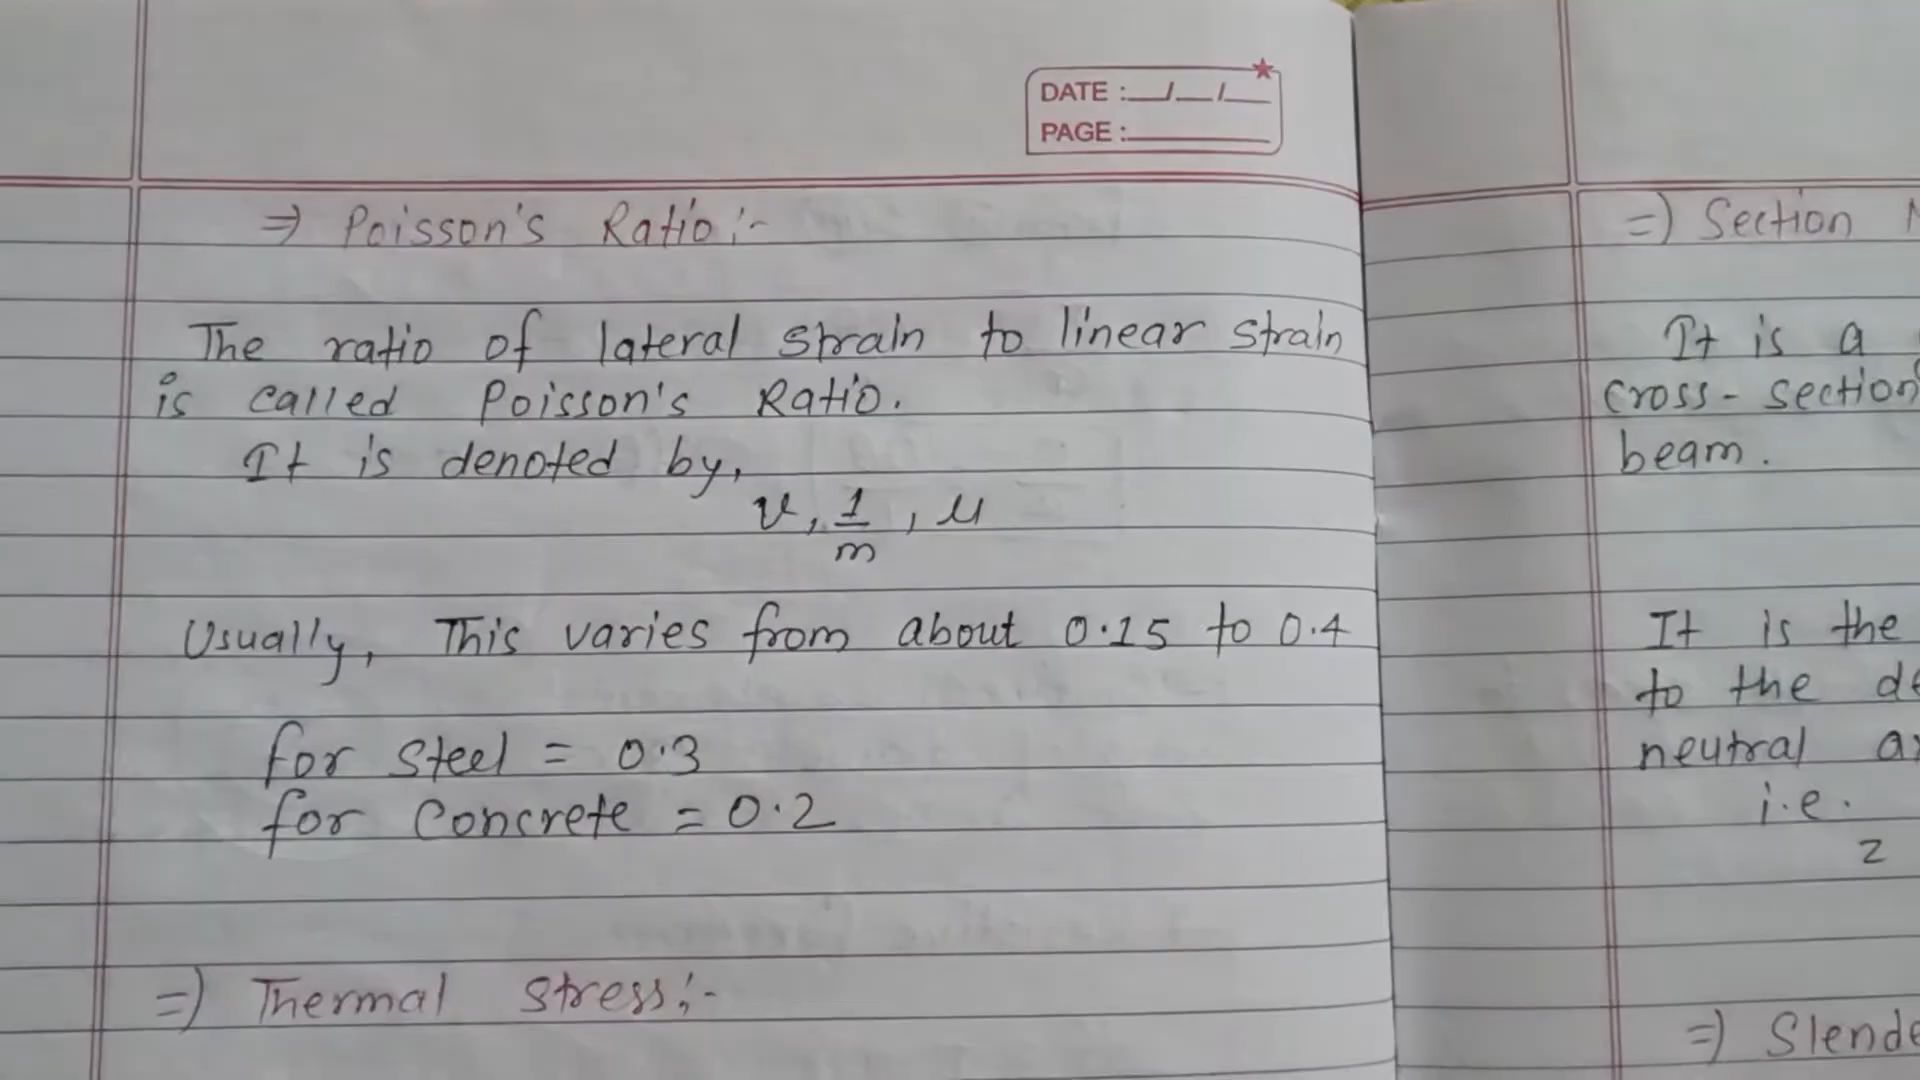 DATE :__/__/__
PAGE :________
⇒ Poisson's Ratio :-
The ratio of lateral strain to linear strain
is called Poisson's Ratio.
It is denoted by,
ν, 1/m, μ
Usually, This varies from about 0.15 to 0.4
for Steel = 0.3
for Concrete = 0.2
⇒ Thermal Stress :-
⇒ Section
It is a
cross-section
beam.
It is the
to the
neutral
i.e.
z
⇒